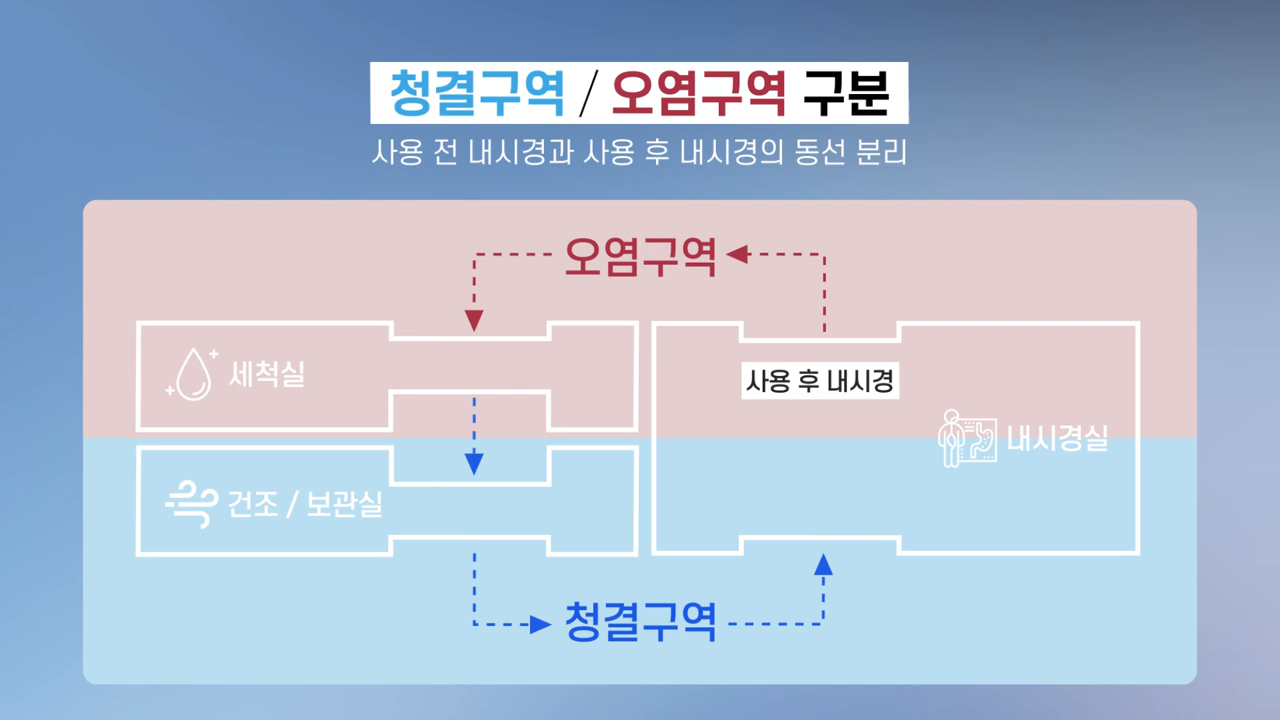 청결구역 / 오염구역 구분
사용 전 내시경과 사용 후 내시경의 동선 분리
오염구역
세척실
사용 후 내시경
내시경실
건조 / 보관실
청결구역